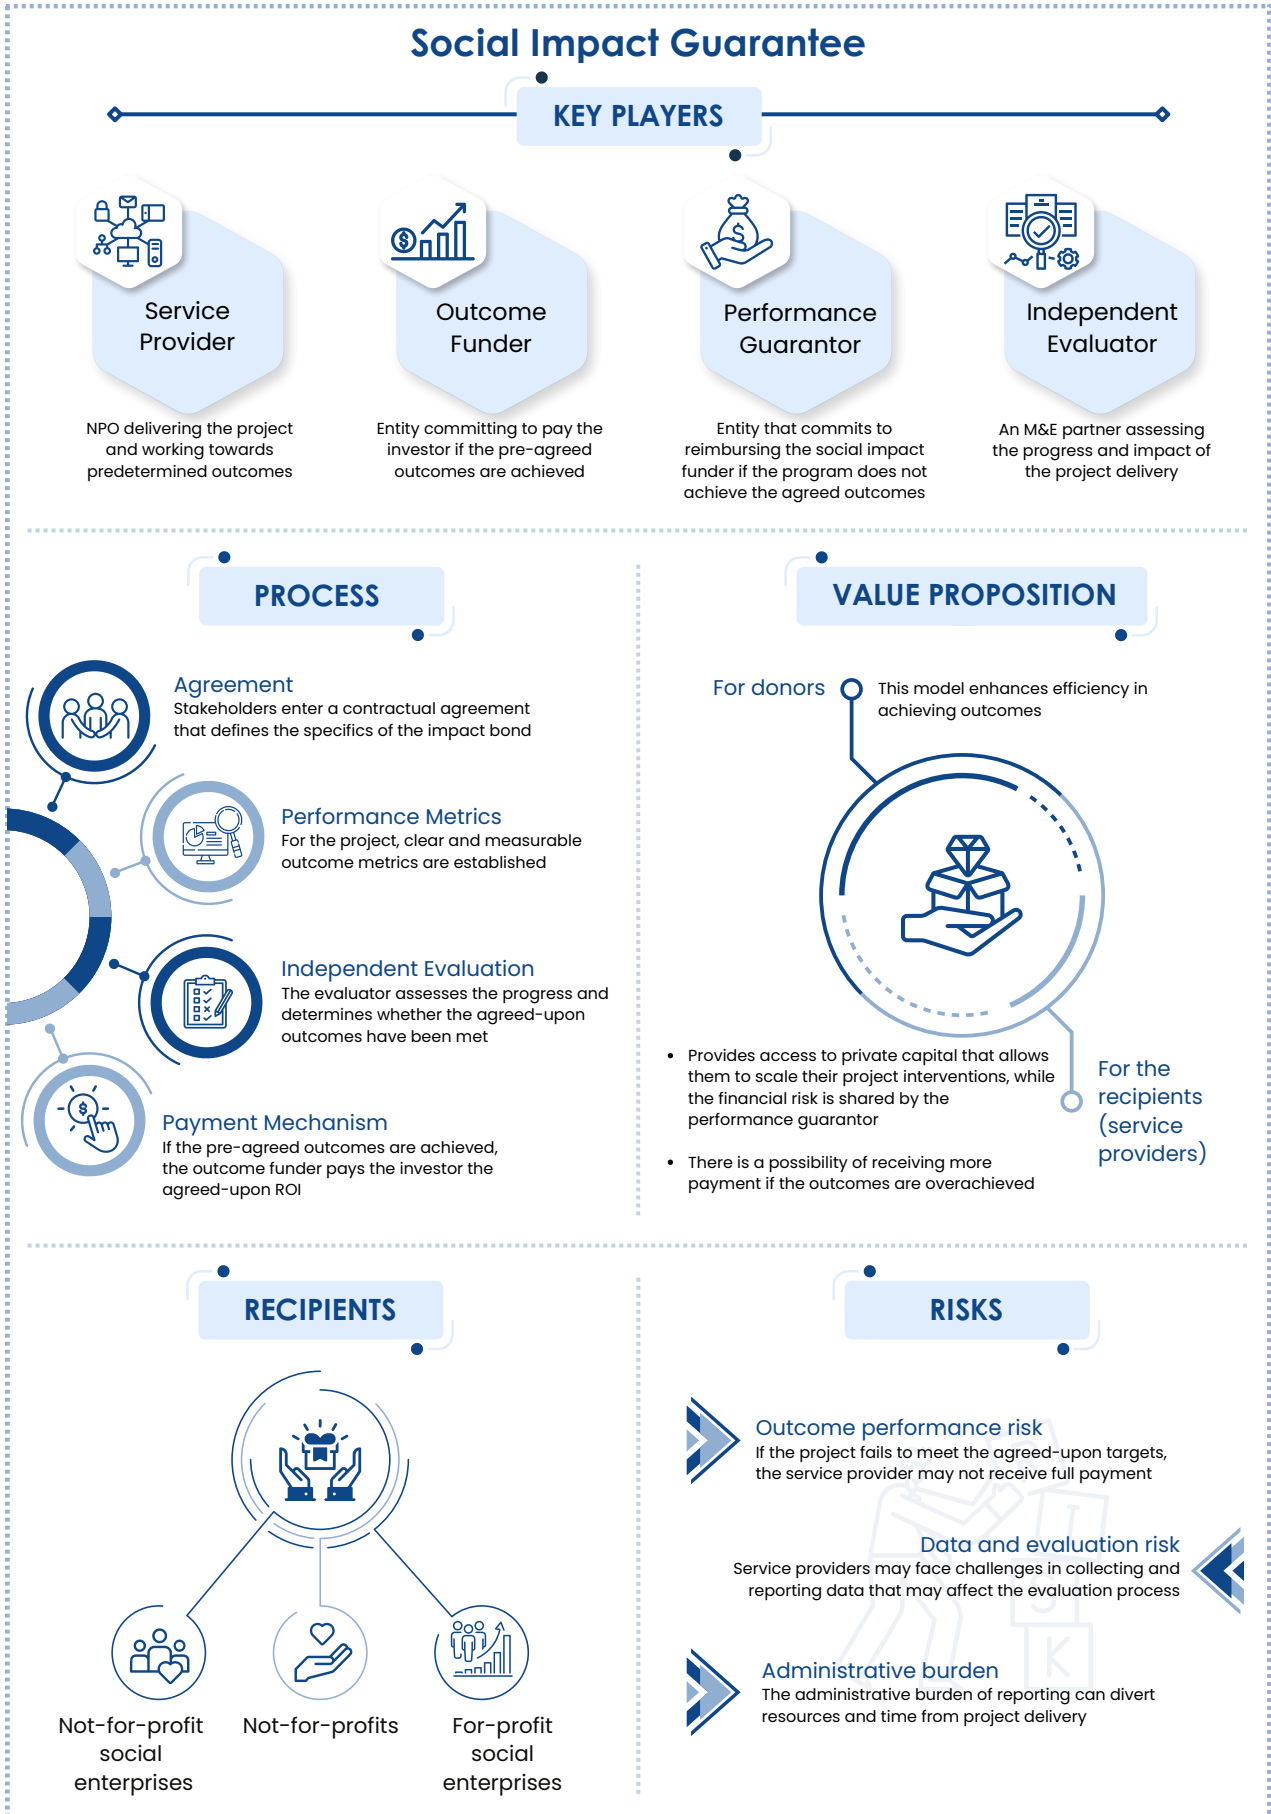 Social Impact Guarantee
KEY PLAYERS
Service
Provider
NPO delivering the project
and working towards
predetermined outcomes
Outcome
Funder
Entity committing to pay the
investor if the pre-agreed
outcomes are achieved
Performance
Guarantor
Entity that commits to
reimbursing the social impact
funder if the program does not
achieve the agreed outcomes
Independent
Evaluator
An M&E partner assessing
the progress and impact of
the project delivery
PROCESS
Agreement
Stakeholders enter a contractual agreement
that defines the specifics of the impact bond
Performance Metrics
For the project, clear and measurable
outcome metrics are established
Independent Evaluation
The evaluator assesses the progress and
determines whether the agreed-upon
outcomes have been met
Payment Mechanism
If the pre-agreed outcomes are achieved,
the outcome funder pays the investor the
agreed-upon ROI
VALUE PROPOSITION
For donors
This model enhances efficiency in
achieving outcomes
• Provides access to private capital that allows
them to scale their project interventions, while
the financial risk is shared by the
performance guarantor
• There is a possibility of receiving more
payment if the outcomes are overachieved
For the
recipients
(service
providers)
RECIPIENTS
Not-for-profit
social
enterprises
Not-for-profits
For-profit
social
enterprises
RISKS
Outcome performance risk
If the project fails to meet the agreed-upon targets,
the service provider may not receive full payment
Data and evaluation risk
Service providers may face challenges in collecting and
reporting data that may affect the evaluation process
Administrative burden
The administrative burden of reporting can divert
resources and time from project delivery
I
S
K